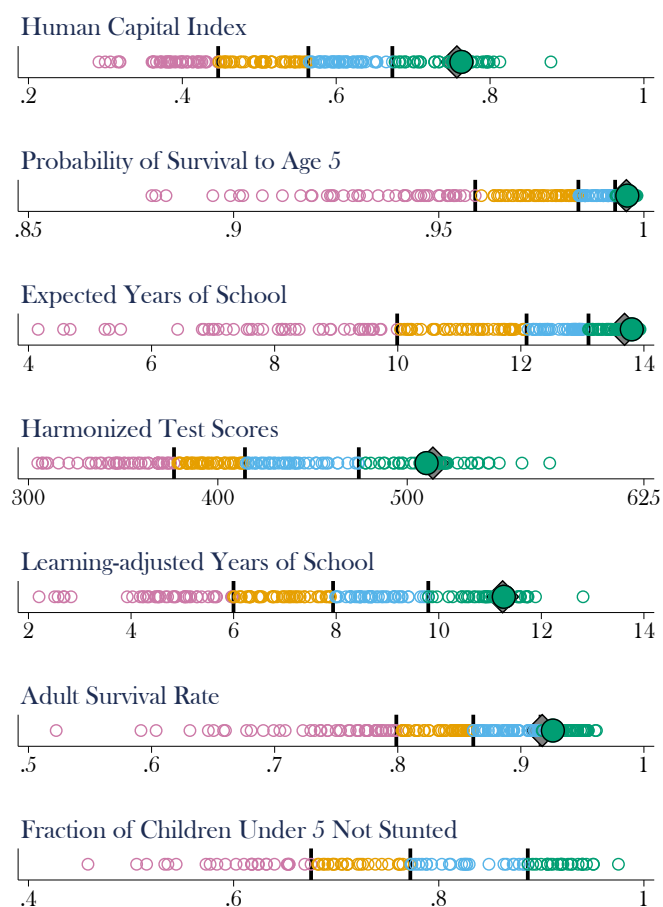 Human Capital Index
.2 .4 .6 .8 1
Probability of Survival to Age 5
.85 .9 .95 1
Expected Years of School
4 6 8 10 12 14
Harmonized Test Scores
300 400 500 625
Learning-adjusted Years of School
2 4 6 8 10 12 14
Adult Survival Rate
.5 .6 .7 .8 .9 1
Fraction of Children Under 5 Not Stunted
.4 .6 .8 1